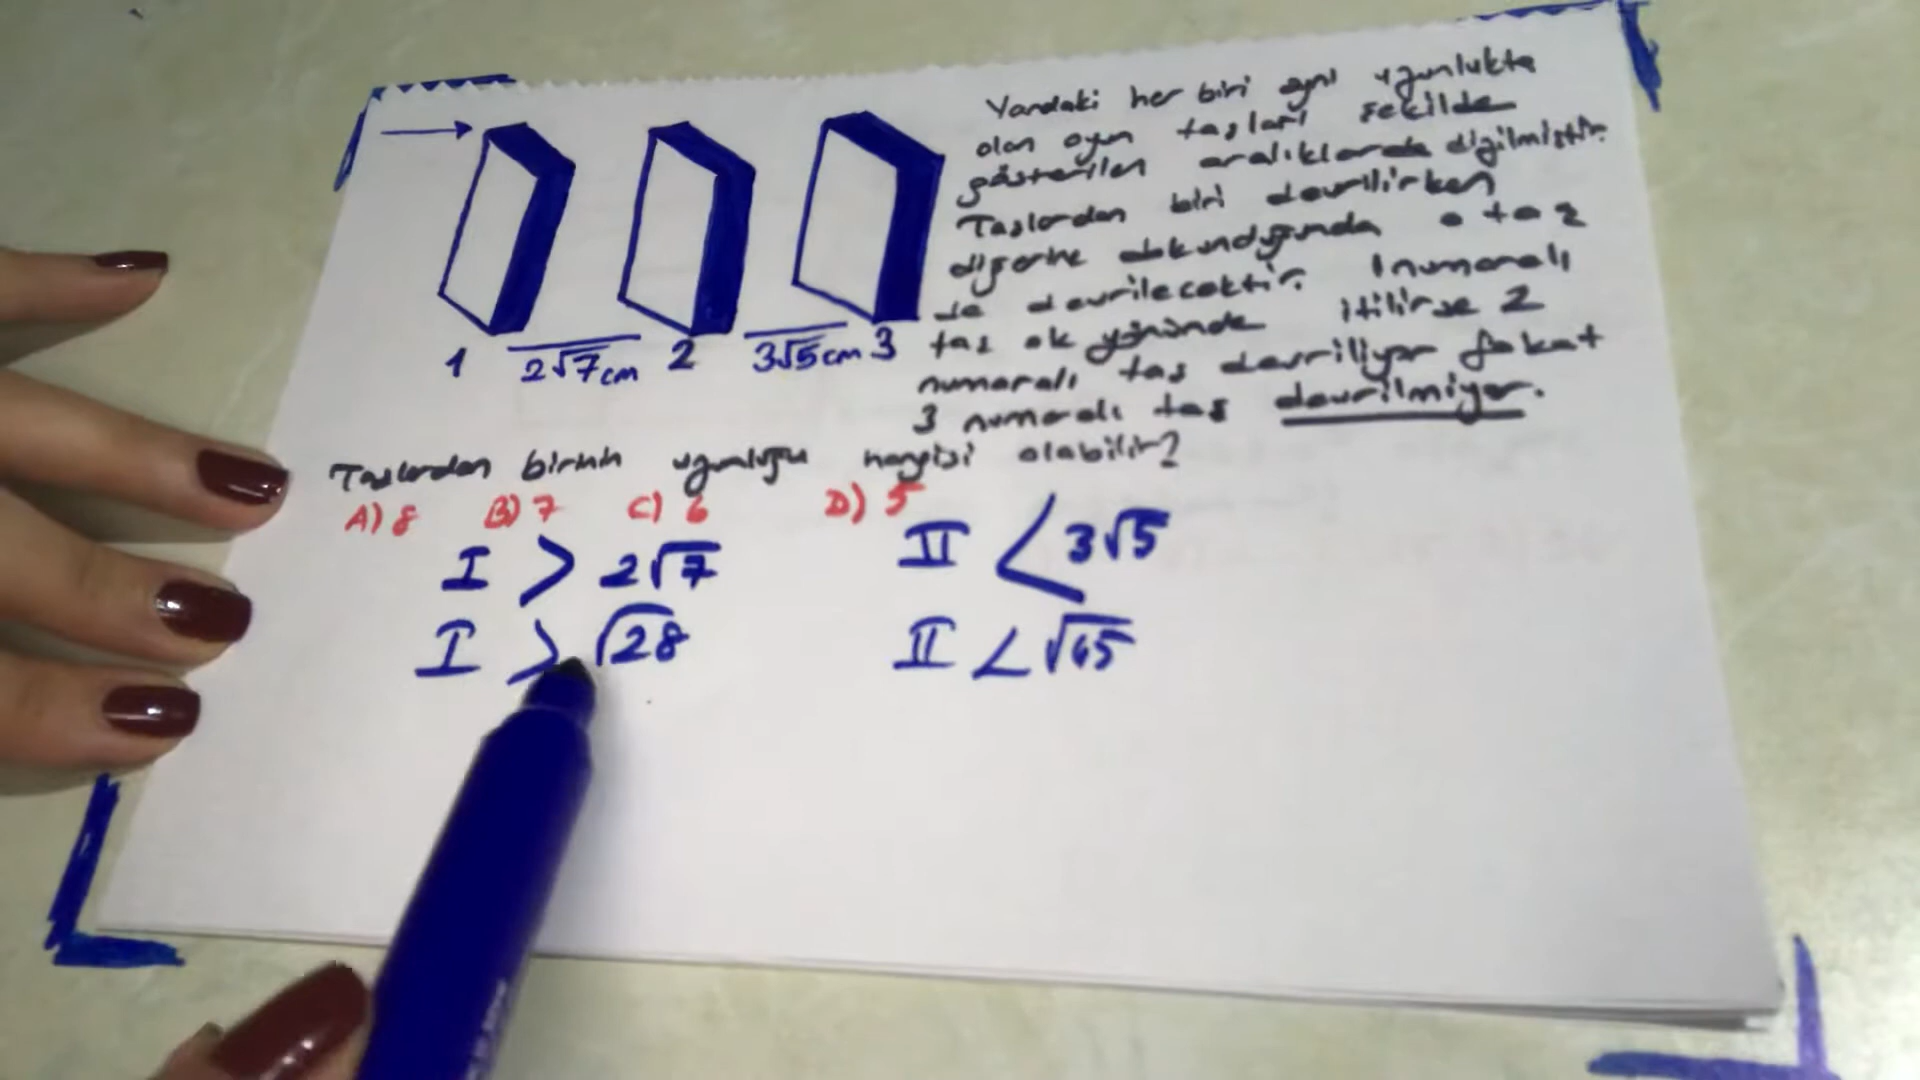 Yandaki her biri aynı uzunlukta
olan oyun taşları şekilde
gösterilen aralıklarda dizilmiştir.
Taşlardan biri devrilirken
diğerine dokunduğunda o taş
da devrilecektir. 1 numaralı
taş ok yönünde itilirse 2
numaralı taş devriliyor fakat
3 numaralı taş devrilmiyor.
1 2√7cm 2 3√5cm 3
Taşlardan birinin uzunluğu hangisi olabilir?
A) 8 B) 7 C) 6 D) 5
I > 2√7 II < 3√5
I > √28 II < √45